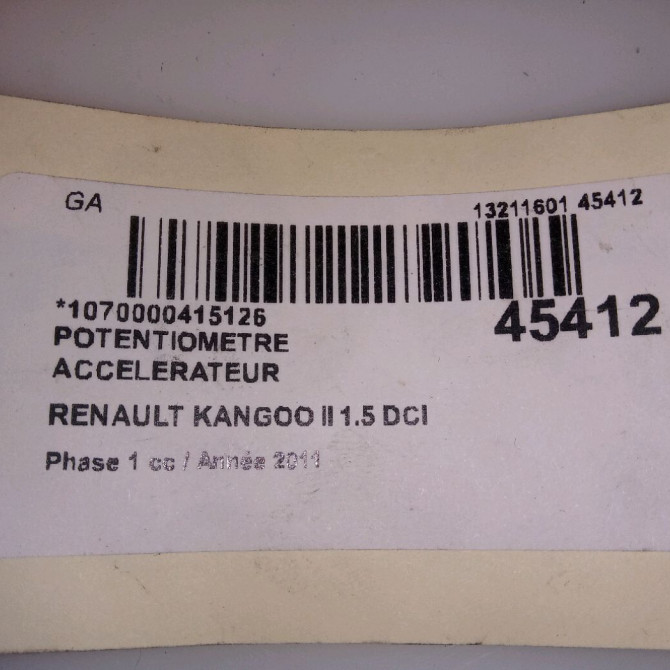 GA
13211601 45412
*1070000415126
45412
POTENTIOMETRE
ACCELERATEUR
RENAULT KANGOO II 1.5 DCI
Phase 1 cc / Année 2011